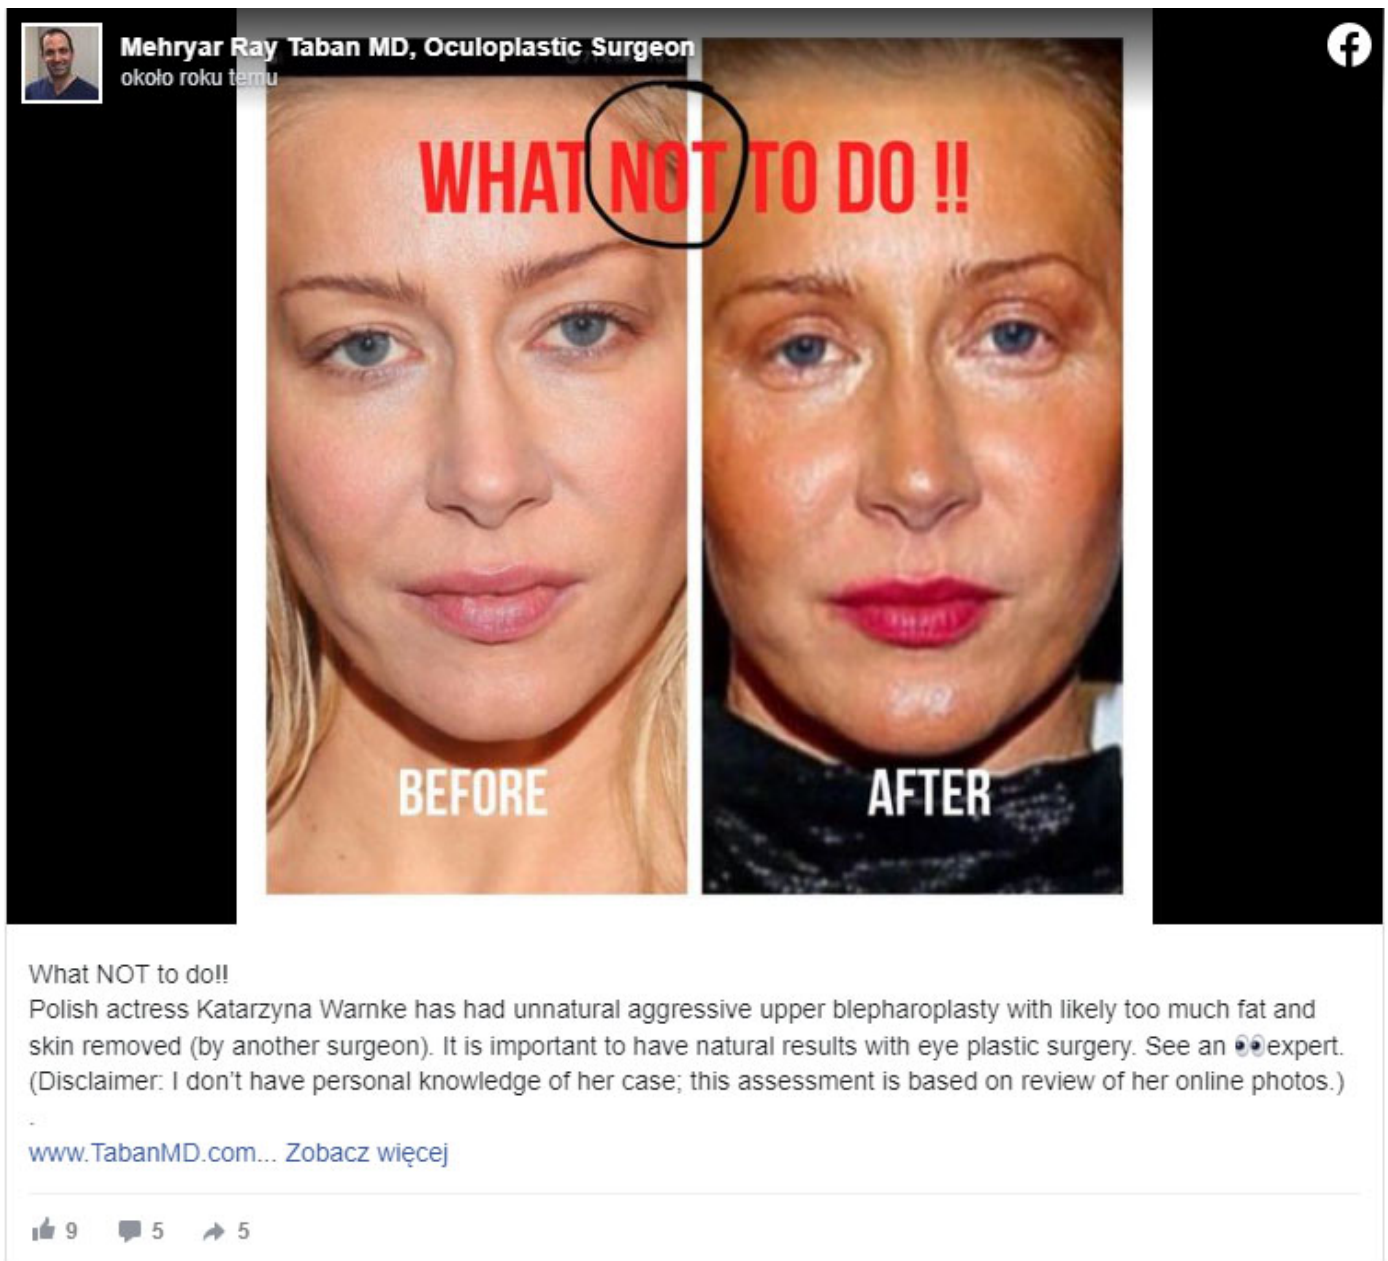 Mehryar Ray Taban MD, Oculoplastic Surgeon
około roku temu
WHAT NOT TO DO !!
BEFORE
AFTER
What NOT to do!!
Polish actress Katarzyna Warnke has had unnatural aggressive upper blepharoplasty with likely too much fat and
skin removed (by another surgeon). It is important to have natural results with eye plastic surgery. See an 👀expert.
(Disclaimer: I don't have personal knowledge of her case; this assessment is based on review of her online photos.)
.
www.TabanMD.com... Zobacz więcej
9 5 5